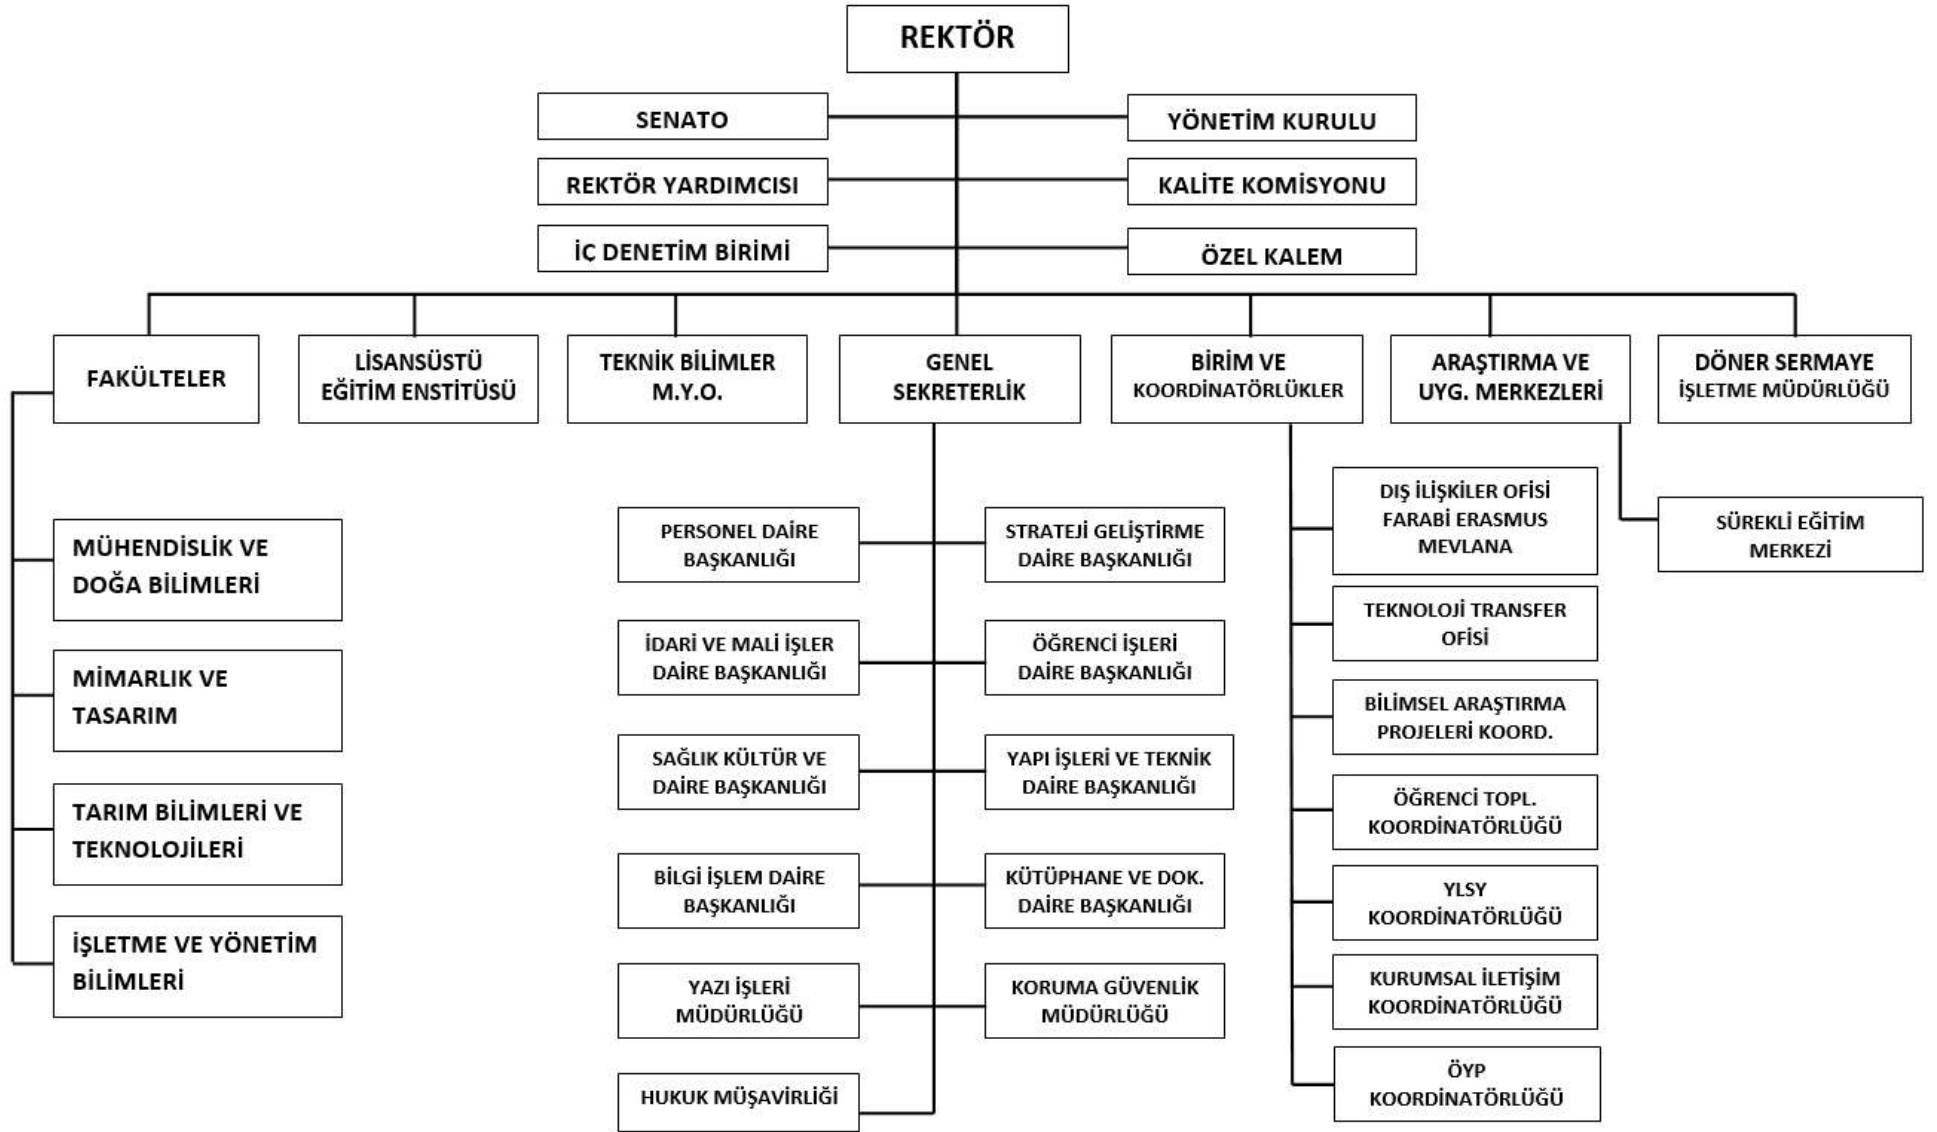 REKTÖR
SENATO
YÖNETİM KURULU
REKTÖR YARDIMCISI
KALİTE KOMİSYONU
İÇ DENETİM BİRİMİ
ÖZEL KALEM
FAKÜLTELER
LİSANSÜSTÜ
EĞİTİM ENSTİTÜSÜ
TEKNİK BİLİMLER
M.Y.O.
GENEL
SEKRETERLİK
BİRİM VE
KOORDİNATÖRLÜKLER
ARAŞTIRMA VE
UYG. MERKEZLERİ
DÖNER SERMAYE
İŞLETME MÜDÜRLÜĞÜ
MÜHENDİSLİK VE
DOĞA BİLİMLERİ
MİMARLIK VE
TASARIM
TARIM BİLİMLERİ VE
TEKNOLOJİLERİ
İŞLETME VE YÖNETİM
BİLİMLERİ
PERSONEL DAİRE
BAŞKANLIĞI
STRATEJİ GELİŞTİRME
DAİRE BAŞKANLIĞI
İDARİ VE MALİ İŞLER
DAİRE BAŞKANLIĞI
ÖĞRENCİ İŞLERİ
DAİRE BAŞKANLIĞI
SAĞLIK KÜLTÜR VE
DAİRE BAŞKANLIĞI
YAPI İŞLERİ VE TEKNİK
DAİRE BAŞKANLIĞI
BİLGİ İŞLEM DAİRE
BAŞKANLIĞI
KÜTÜPHANE VE DOK.
DAİRE BAŞKANLIĞI
YAZI İŞLERİ
MÜDÜRLÜĞÜ
KORUMA GÜVENLİK
MÜDÜRLÜĞÜ
HUKUK MÜŞAVİRLİĞİ
DIŞ İLİŞKİLER OFİSİ
FARABİ ERASMUS
MEVLANA
TEKNOLOJİ TRANSFER
OFİSİ
BİLİMSEL ARAŞTIRMA
PROJELERİ KOORD.
ÖĞRENCİ TOPL.
KOORDİNATÖRLÜĞÜ
YLSY
KOORDİNATÖRLÜĞÜ
KURUMSAL İLETİŞİM
KOORDİNATÖRLÜĞÜ
ÖYP
KOORDİNATÖRLÜĞÜ
SÜREKLİ EĞİTİM
MERKEZİ